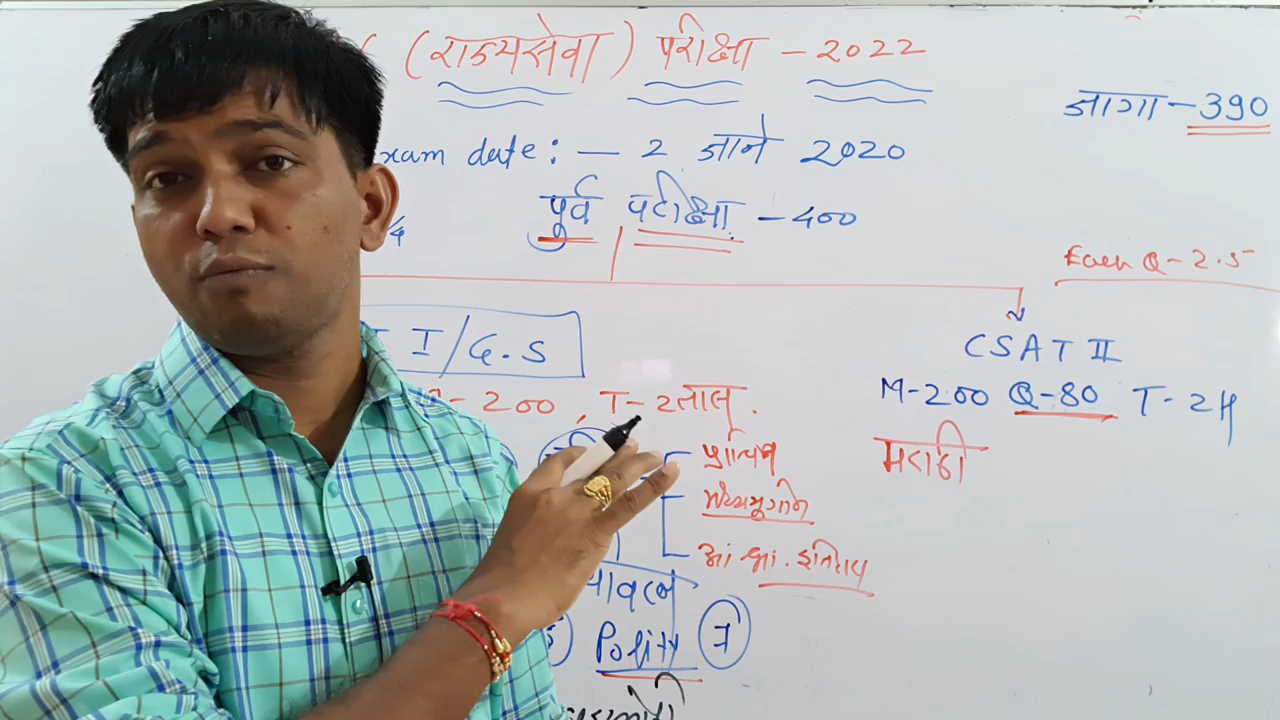 (राज्यसेवा) परीक्षा - 2022
जागा - 390
xam date : - 2 जाने 2020
पूर्व परीक्षा - 400
Each Q - 2.5
I / G.S
CSAT II
- 200 , T - 2 तास .
M-200 Q-80 T - 2H
मराठी
प्राचिन
मध्ययुगीन
आ. भा. इतिहास
Polity